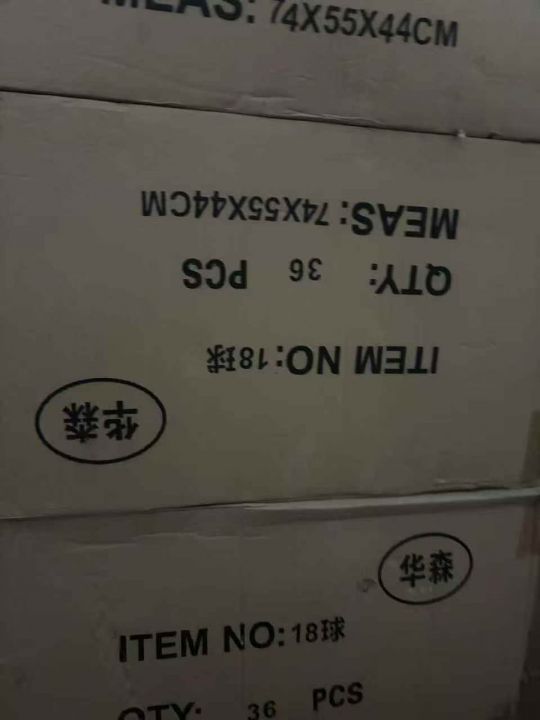 MEAS: 74X55X44CM
MEAS: 74X55X44CM
QTY: 36 PCS
ITEM NO:18球
华森
华森
ITEM NO:18球
QTY: 36 PCS